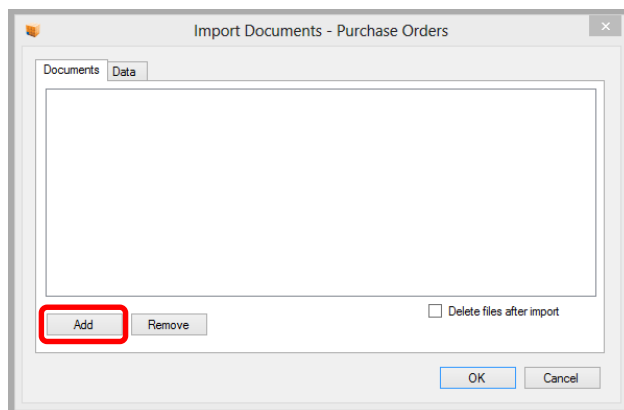 Import Documents - Purchase Orders
Documents Data
Delete files after import
Add Remove
OK Cancel